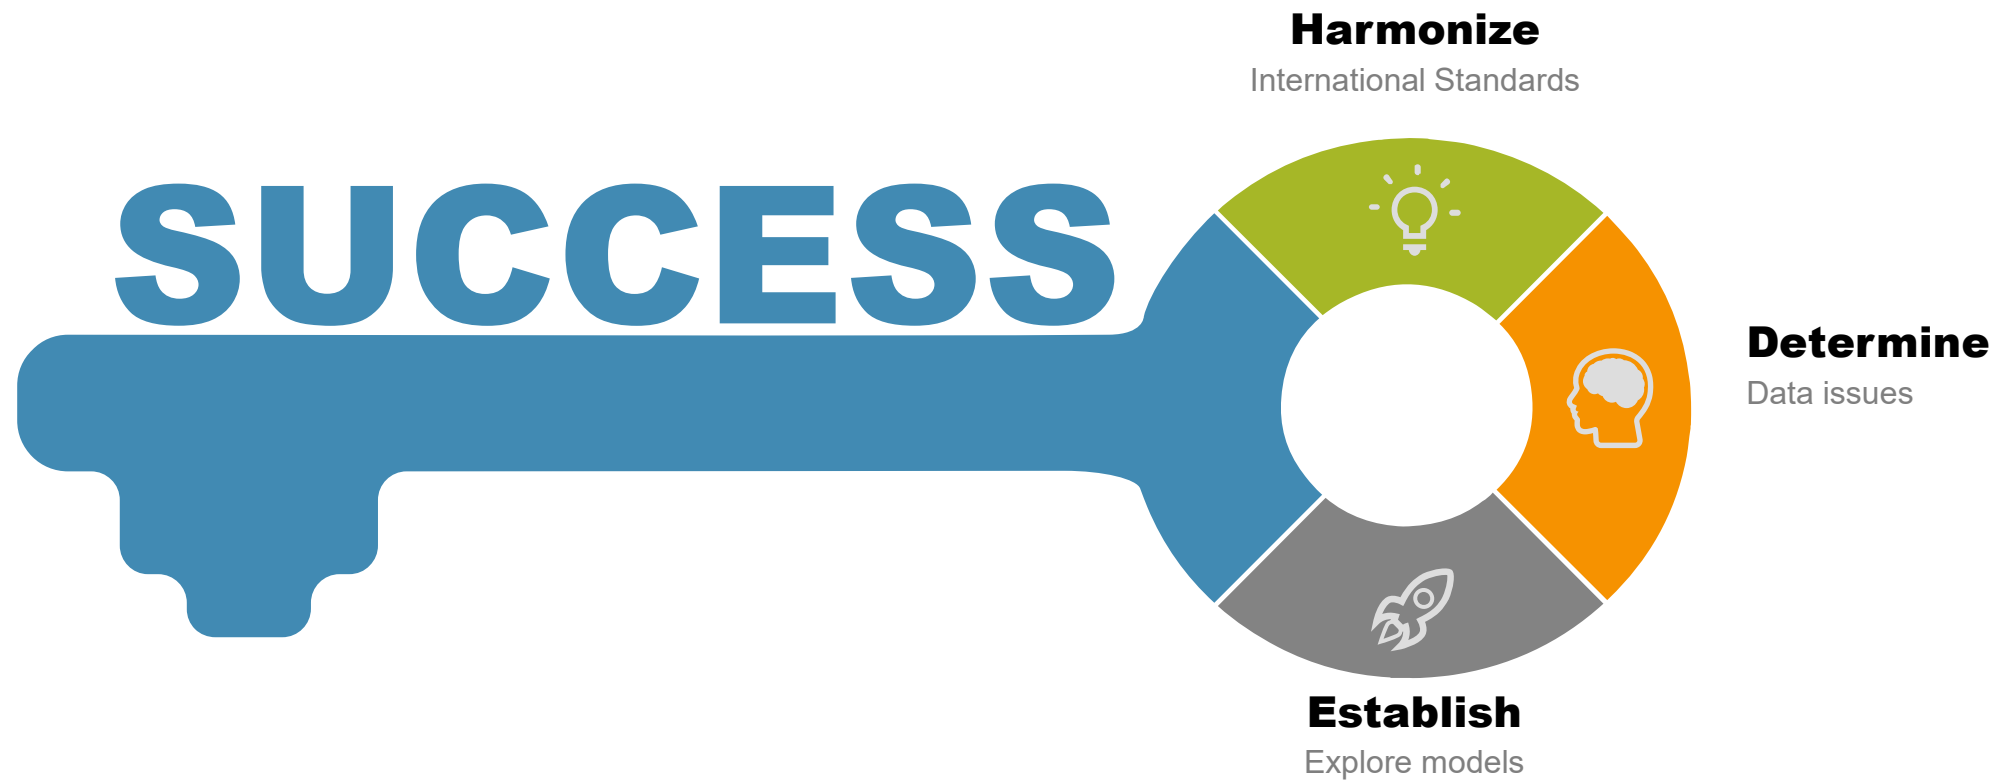 Harmonize
International Standards
SUCCESS
Determine
Data issues
Establish
Explore models